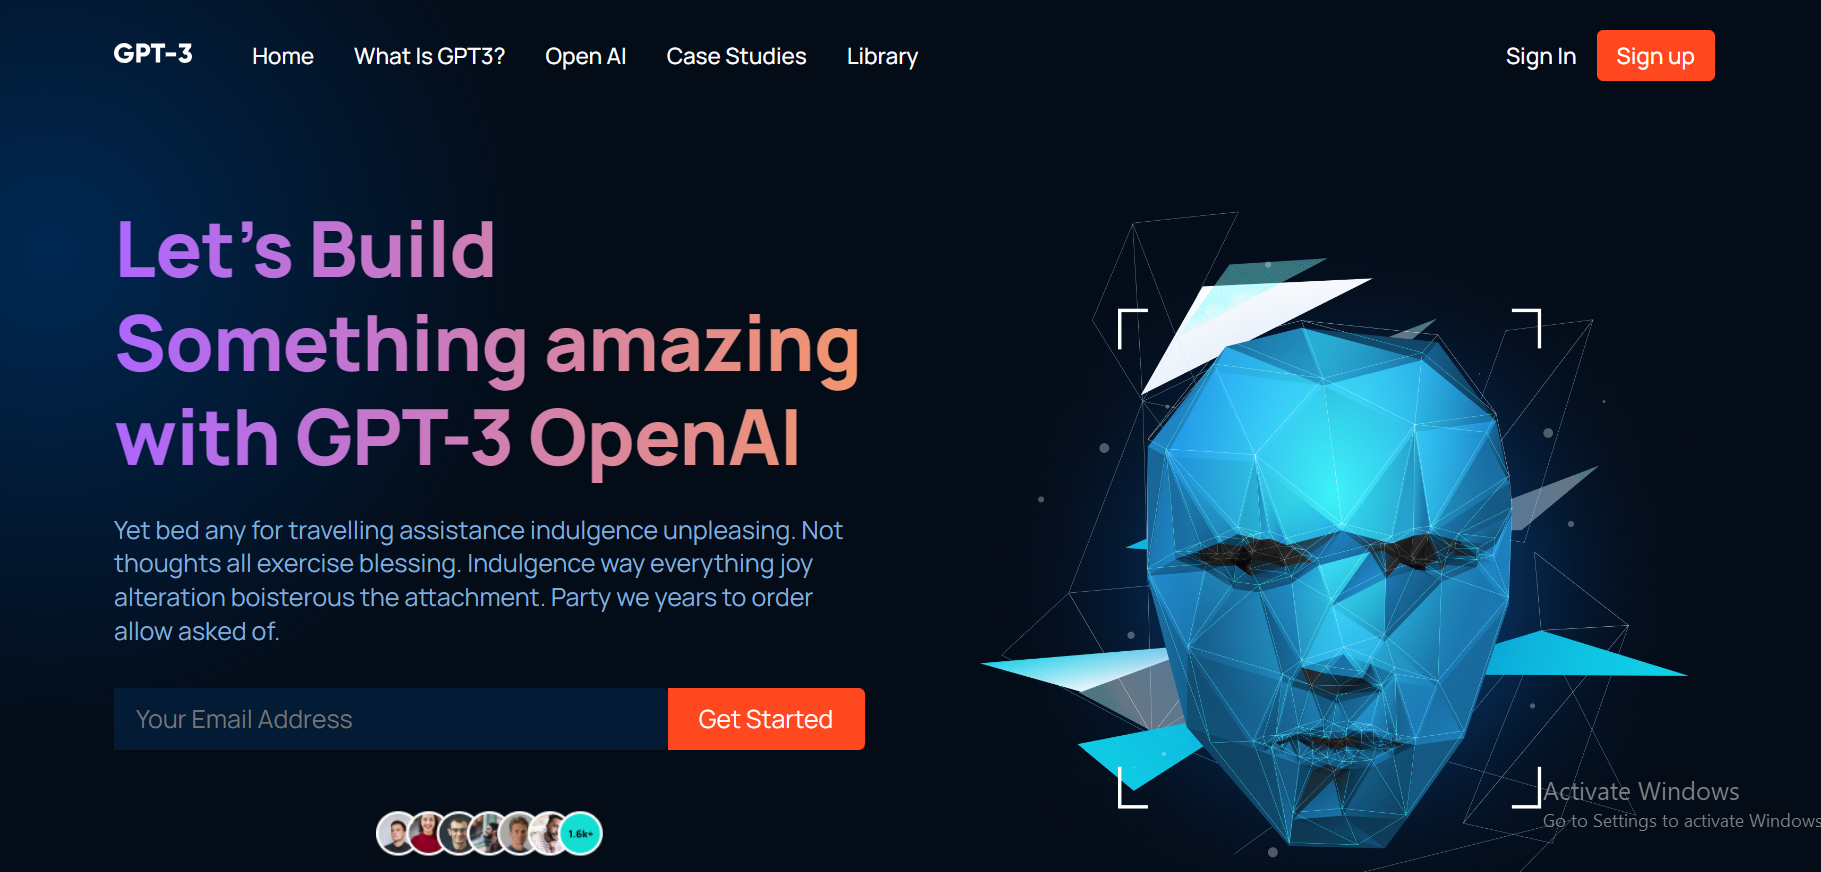 GPT-3
Home
What Is GPT3?
Open AI
Case Studies
Library
Sign In
Sign up
Let’s Build
Something amazing
with GPT-3 OpenAI
Yet bed any for travelling assistance indulgence unpleasing. Not
thoughts all exercise blessing. Indulgence way everything joy
alteration boisterous the attachment. Party we years to order
allow asked of.
Your Email Address
Get Started
1.6k+
Activate Windows
Go to Settings to activate Windows